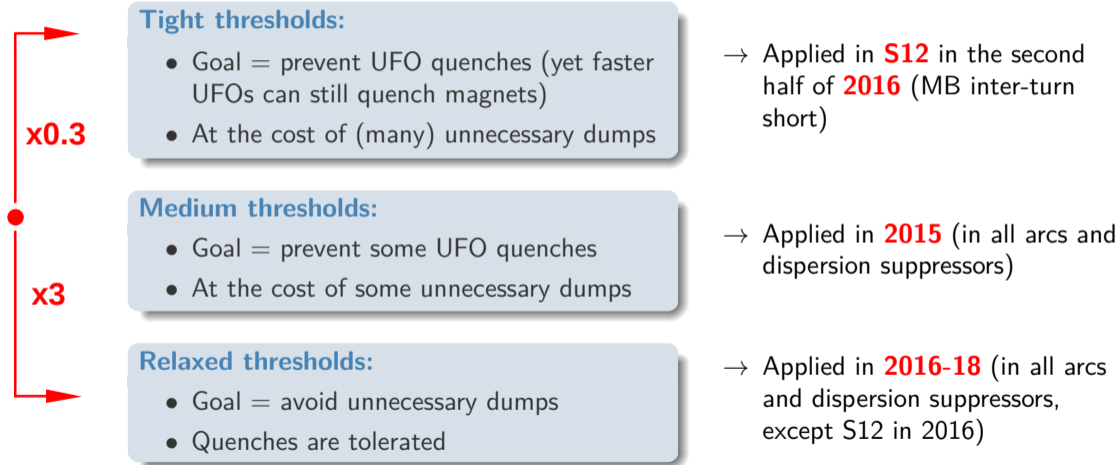 Tight thresholds:
• Goal = prevent UFO quenches (yet faster
UFOs can still quench magnets)
• At the cost of (many) unnecessary dumps
→ Applied in S12 in the second
half of 2016 (MB inter-turn
short)
x0.3
Medium thresholds:
• Goal = prevent some UFO quenches
• At the cost of some unnecessary dumps
→ Applied in 2015 (in all arcs and
dispersion suppressors)
x3
Relaxed thresholds:
• Goal = avoid unnecessary dumps
• Quenches are tolerated
→ Applied in 2016-18 (in all arcs
and dispersion suppressors,
except S12 in 2016)